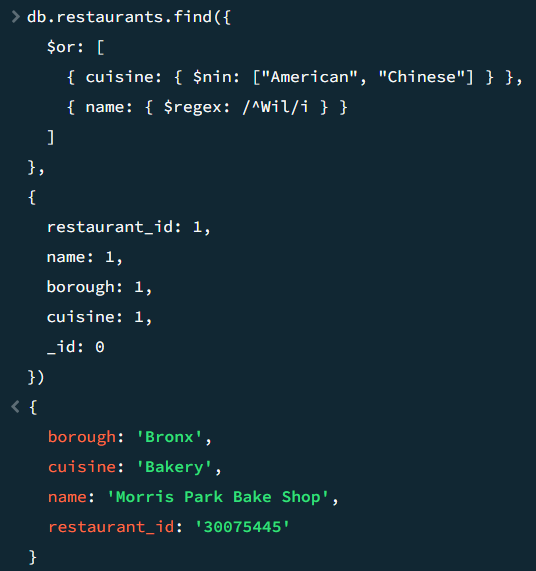 > db.restaurants.find({
$or: [
{ cuisine: { $nin: ["American", "Chinese"] } },
{ name: { $regex: /^Wil/i } }
]
},
{
restaurant_id: 1,
name: 1,
borough: 1,
cuisine: 1,
_id: 0
})
< {
borough: 'Bronx',
cuisine: 'Bakery',
name: 'Morris Park Bake Shop',
restaurant_id: '30075445'
}